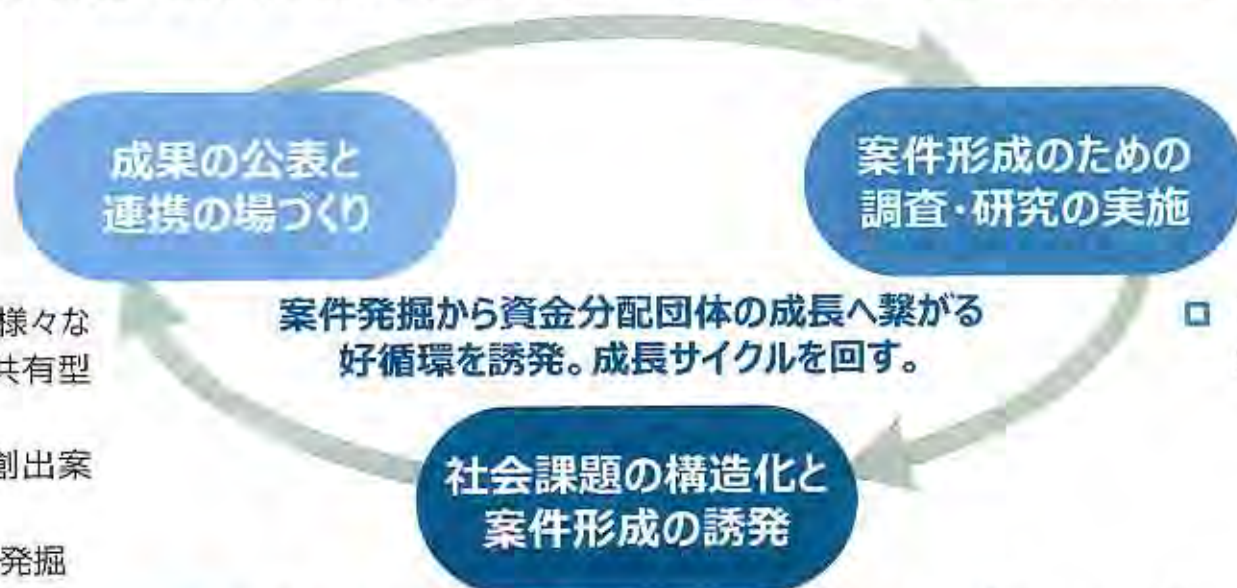 成果の公表と
連携の場づくり
案件形成のための
調査・研究の実施
案件発掘から資金分配団体の成長へ繋がる
好循環を誘発。成長サイクルを回す。
様々な
共有型
創出案
発掘
社会課題の構造化と
案件形成の誘発